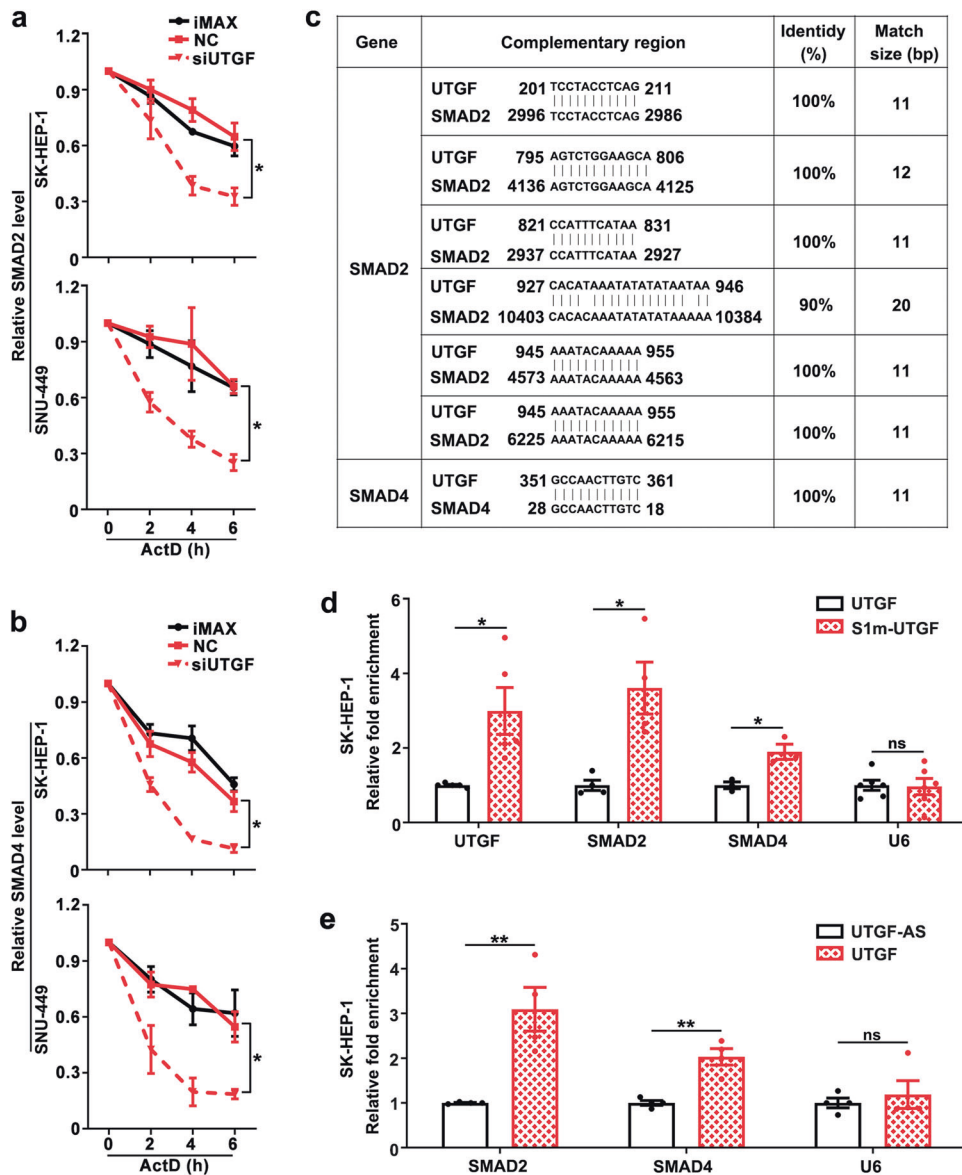 a
iMAX
NC
siUTGF
Relative SMAD2 level
SK-HEP-1
1.2
0.9
0.6
0.3
0
*
SNU-449
1.2
0.9
0.6
0.3
0
*
0 2 4 6
ActD (h)
b
iMAX
NC
siUTGF
Relative SMAD4 level
SK-HEP-1
1.2
0.9
0.6
0.3
0
*
SNU-449
1.2
0.9
0.6
0.3
0
*
0 2 4 6
ActD (h)
c
Gene Complementary region Identidy (%) Match size (bp)
SMAD2
UTGF 201 TCCTACCTCAG 211
SMAD2 2996 TCCTACCTCAG 2986
100% 11
UTGF 795 AGTCTGGAAGCA 806
SMAD2 4136 AGTCTGGAAGCA 4125
100% 12
UTGF 821 CCATTTCATAA 831
SMAD2 2937 CCATTTCATAA 2927
100% 11
UTGF 927 CACATAAATATATATAATAA 946
SMAD2 10403 CACACAAATATATATAAAAA 10384
90% 20
UTGF 945 AAATACAAAAA 955
SMAD2 4573 AAATACAAAAA 4563
100% 11
UTGF 945 AAATACAAAAA 955
SMAD2 6225 AAATACAAAAA 6215
100% 11
SMAD4
UTGF 351 GCCAACTTGTC 361
SMAD4 28 GCCAACTTGTC 18
100% 11
d
UTGF
S1m-UTGF
SK-HEP-1
Relative fold enrichment
6
4
2
0
* * * ns
UTGF SMAD2 SMAD4 U6
e
UTGF-AS
UTGF
SK-HEP-1
Relative fold enrichment
5
4
3
2
1
0
** ** ns
SMAD2 SMAD4 U6